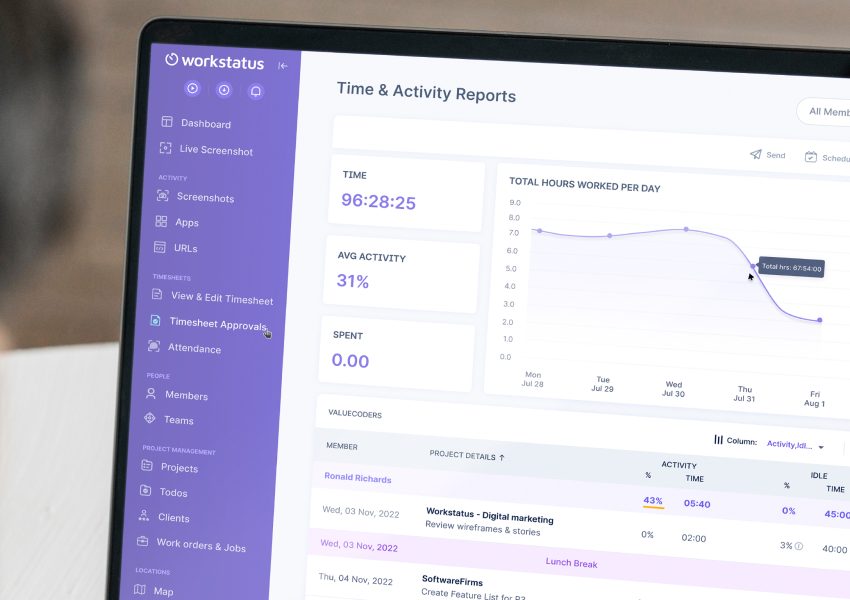 workstatus
Dashboard
Live Screenshot
ACTIVITY
Screenshots
Apps
URLs
TIMESHEETS
View & Edit Timesheet
Timesheet Approvals
Attendance
PEOPLE
Members
Teams
PROJECT MANAGEMENT
Projects
Todos
Clients
Work orders & Jobs
LOCATIONS
Map
Time & Activity Reports
All Memb
Send
Schedu
TIME
96:28:25
AVG ACTIVITY
31%
SPENT
0.00
TOTAL HOURS WORKED PER DAY
9.0
8.0
7.0
6.0
5.0
4.0
3.0
2.0
1.0
0.0
Total hrs: 67:54:00
Mon Tue Wed Thu Fri
Jul 28 Jul 29 Jul 30 Jul 31 Aug 1
VALUECODERS
Column: Activity,Idl...
MEMBER PROJECT DETAILS ↑ ACTIVITY IDLE
% TIME % TIME
Ronald Richards 43% 05:40 0% 45:00
Wed, 03 Nov, 2022 Workstatus - Digital marketing 0% 02:00 3% 40:00
Review wireframes & stories
Wed, 03 Nov, 2022 Lunch Break
Thu, 04 Nov, 2022 SoftwareFirms
Create Feature List for